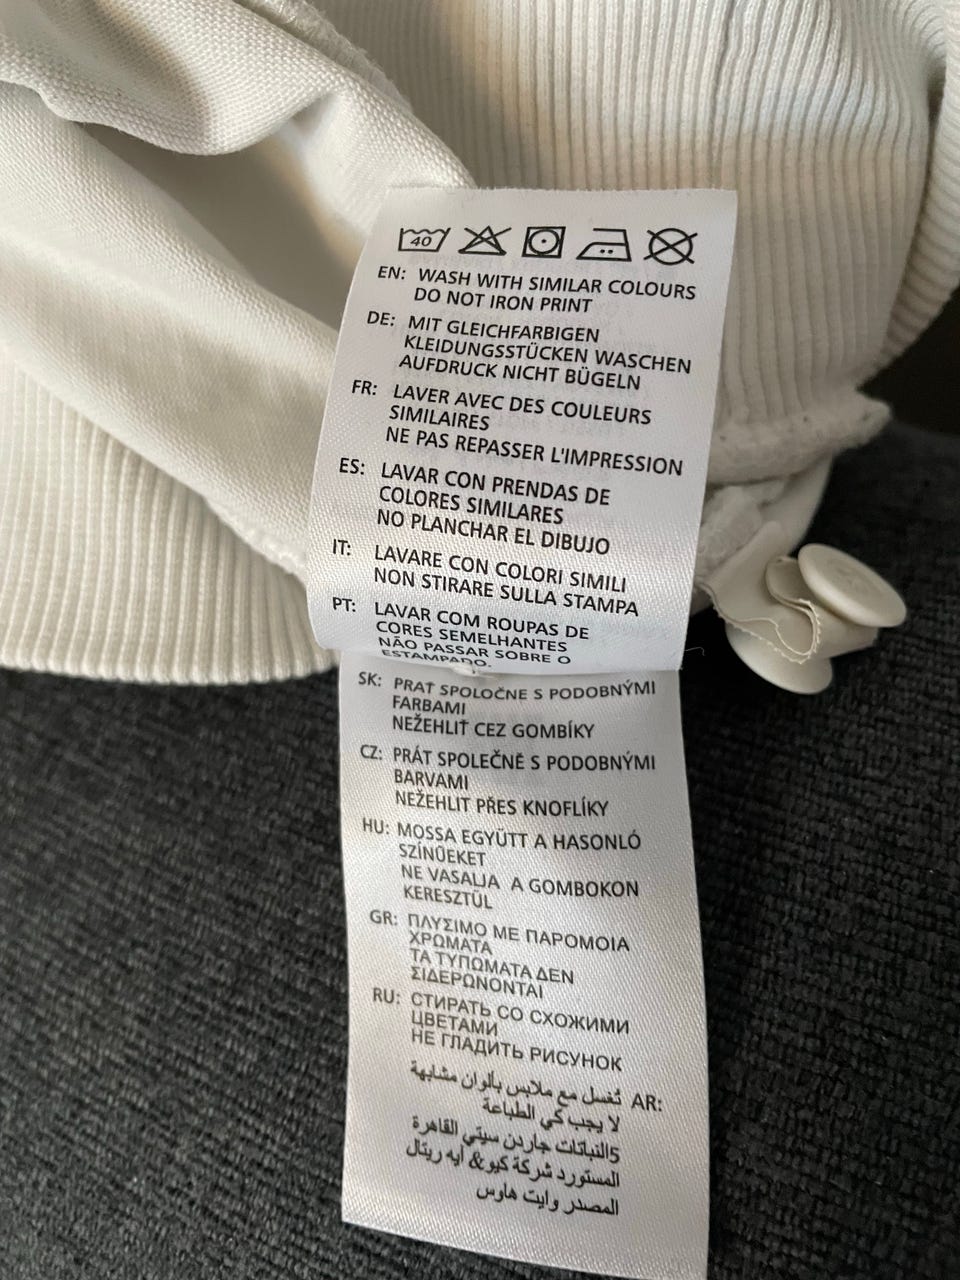 40
EN: WASH WITH SIMILAR COLOURS
DO NOT IRON PRINT
DE: MIT GLEICHFARBIGEN
KLEIDUNGSSTÜCKEN WASCHEN
AUFDRUCK NICHT BÜGELN
FR: LAVER AVEC DES COULEURS
SIMILAIRES
NE PAS REPASSER L'IMPRESSION
ES: LAVAR CON PRENDAS DE
COLORES SIMILARES
NO PLANCHAR EL DIBUJO
IT: LAVARE CON COLORI SIMILI
NON STIRARE SULLA STAMPA
PT: LAVAR COM ROUPAS DE
CORES SEMELHANTES
NÃO PASSAR SOBRE O
ESTAMPADO.
SK: PRAŤ SPOLOČNE S PODOBNÝMI
FARBAMI
NEŽEHLIŤ CEZ GOMBÍKY
CZ: PRÁT SPOLEČNĚ S PODOBNÝMI
BARVAMI
NEŽEHLIT PŘES KNOFLÍKY
HU: MOSSA EGYÜTT A HASONLÓ
SZÍNŰEKET
NE VASALJA A GOMBOKON
KERESZTÜL
GR: ΠΛΥΣΙΜΟ ΜΕ ΠΑΡΟΜΟΙΑ
ΧΡΩΜΑΤΑ
ΤΑ ΤΥΠΩΜΑΤΑ ΔΕΝ
ΣΙΔΕΡΩΝΟΝΤΑΙ
RU: СТИРАТЬ СО СХОЖИМИ
ЦВЕТАМИ
НЕ ГЛАДИТЬ РИСУНОК
AR: تُغسل مع ملابس بألوان مشابهة
لا يجب كي الطباعة
5النباتات جاردن سيتي القاهرة
المستورد شركة كيو& أيه ريتال
المصدر وايت هاوس